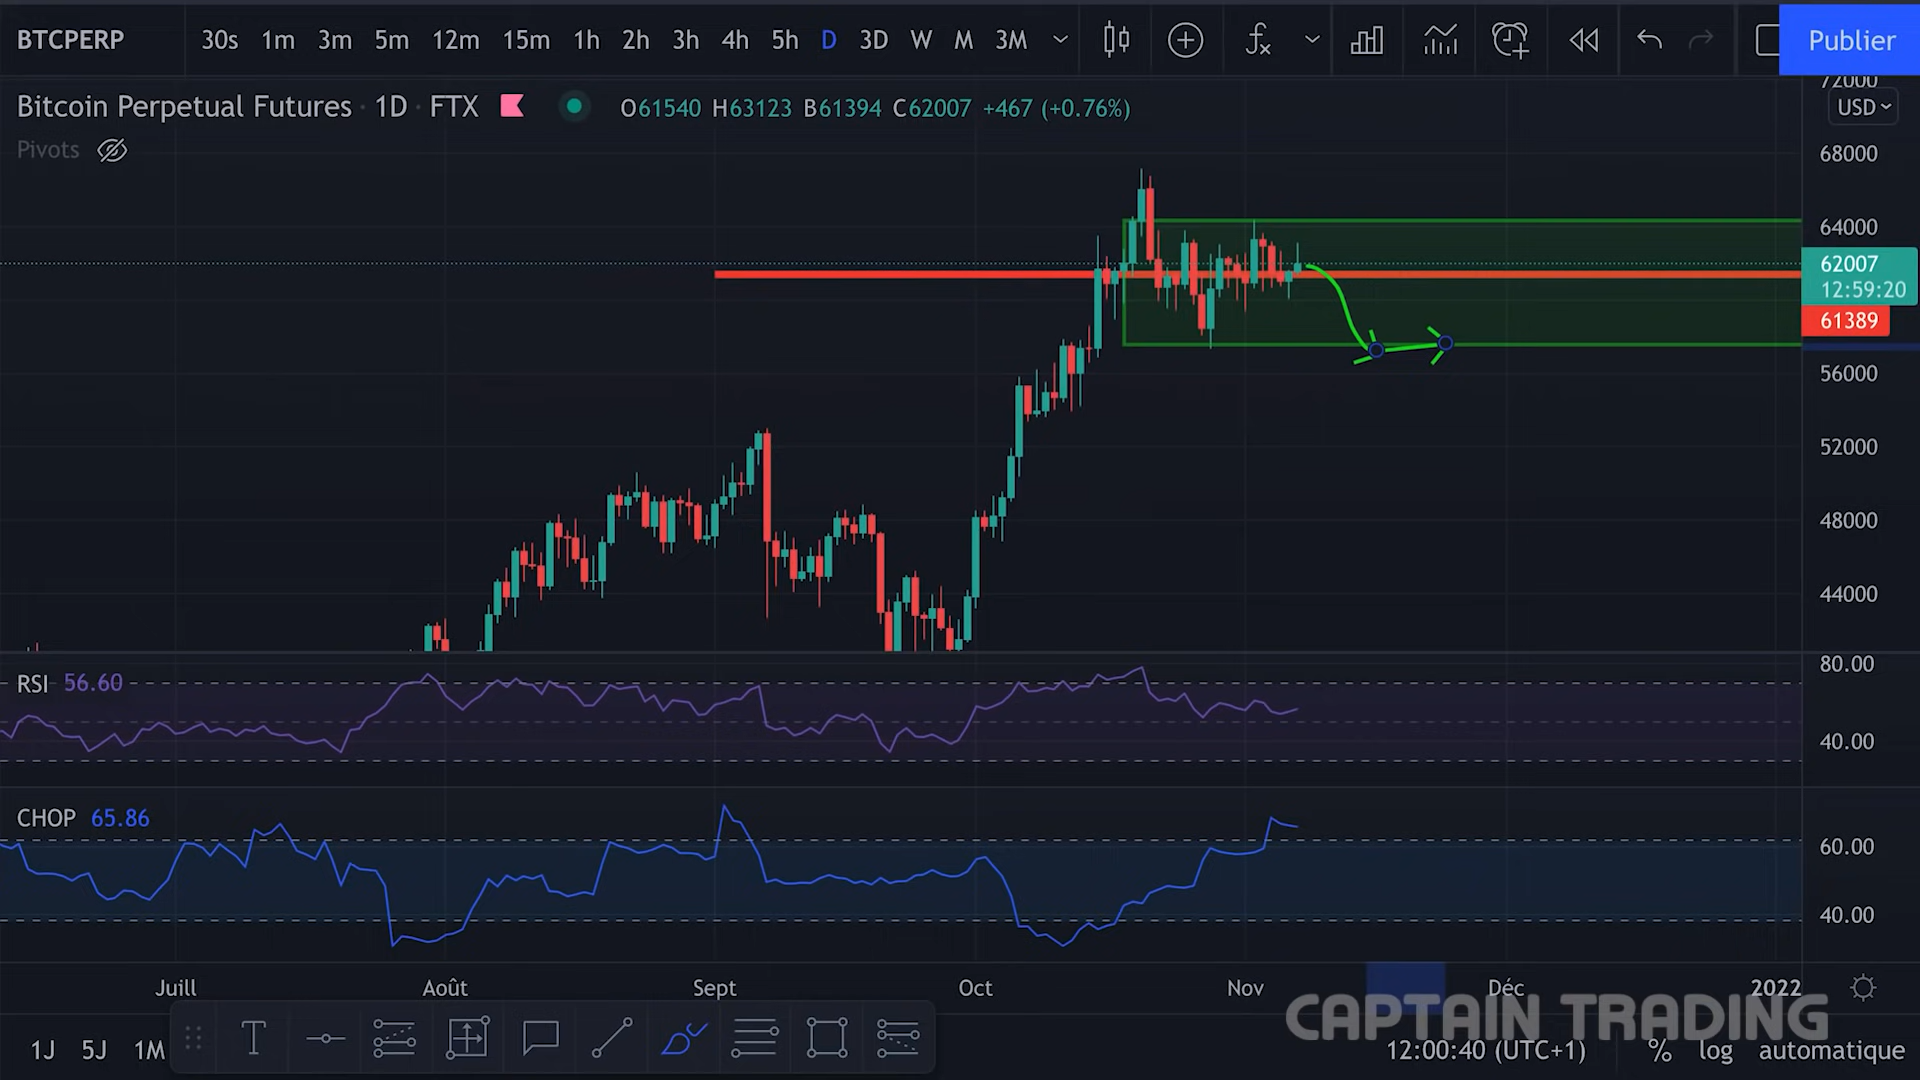 BTCPERP 30s 1m 3m 5m 12m 15m 1h 2h 3h 4h 5h D 3D W M 3M fx Publier
72000
Bitcoin Perpetual Futures · 1D · FTX O61540 H63123 B61394 C62007 +467 (+0.76%) USD
Pivots
68000
64000
62007
12:59:20
61389
56000
52000
48000
44000
80.00
RSI 56.60
40.00
CHOP 65.86
60.00
40.00
Juill Août Sept Oct Nov Déc 2022
CAPTAIN TRADING
1J 5J 1M T 12:00:40 (UTC+1) % log automatique